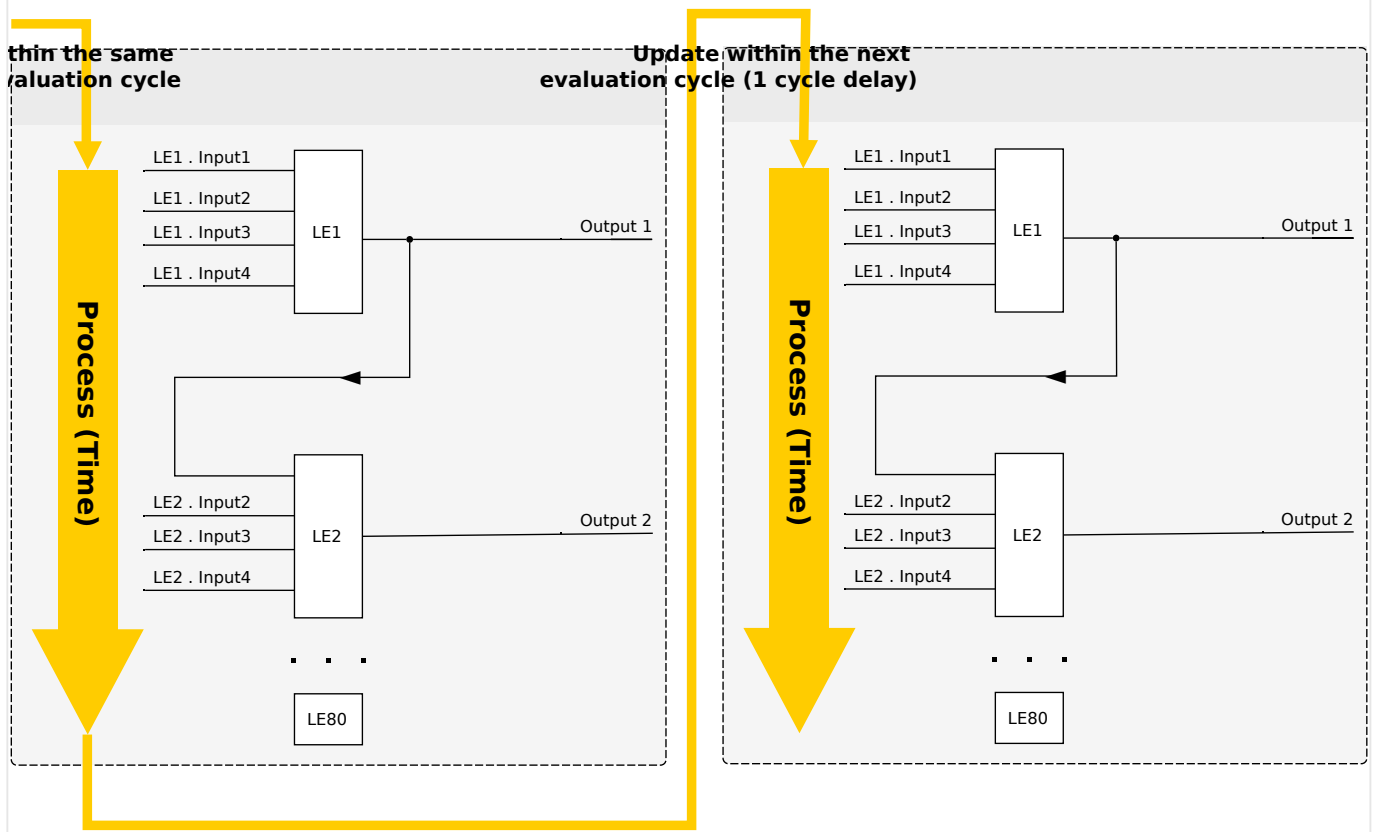 thin the same
valuation cycle
LE1 . Input1
LE1 . Input2
LE1 . Input3
LE1 . Input4
LE1
Output 1
Process (Time)
LE2 . Input2
LE2 . Input3
LE2 . Input4
LE2
Output 2
. . .
LE80
Update within the next
evaluation cycle (1 cycle delay)
LE1 . Input1
LE1 . Input2
LE1 . Input3
LE1 . Input4
LE1
Output 1
Process (Time)
LE2 . Input2
LE2 . Input3
LE2 . Input4
LE2
Output 2
. . .
LE80